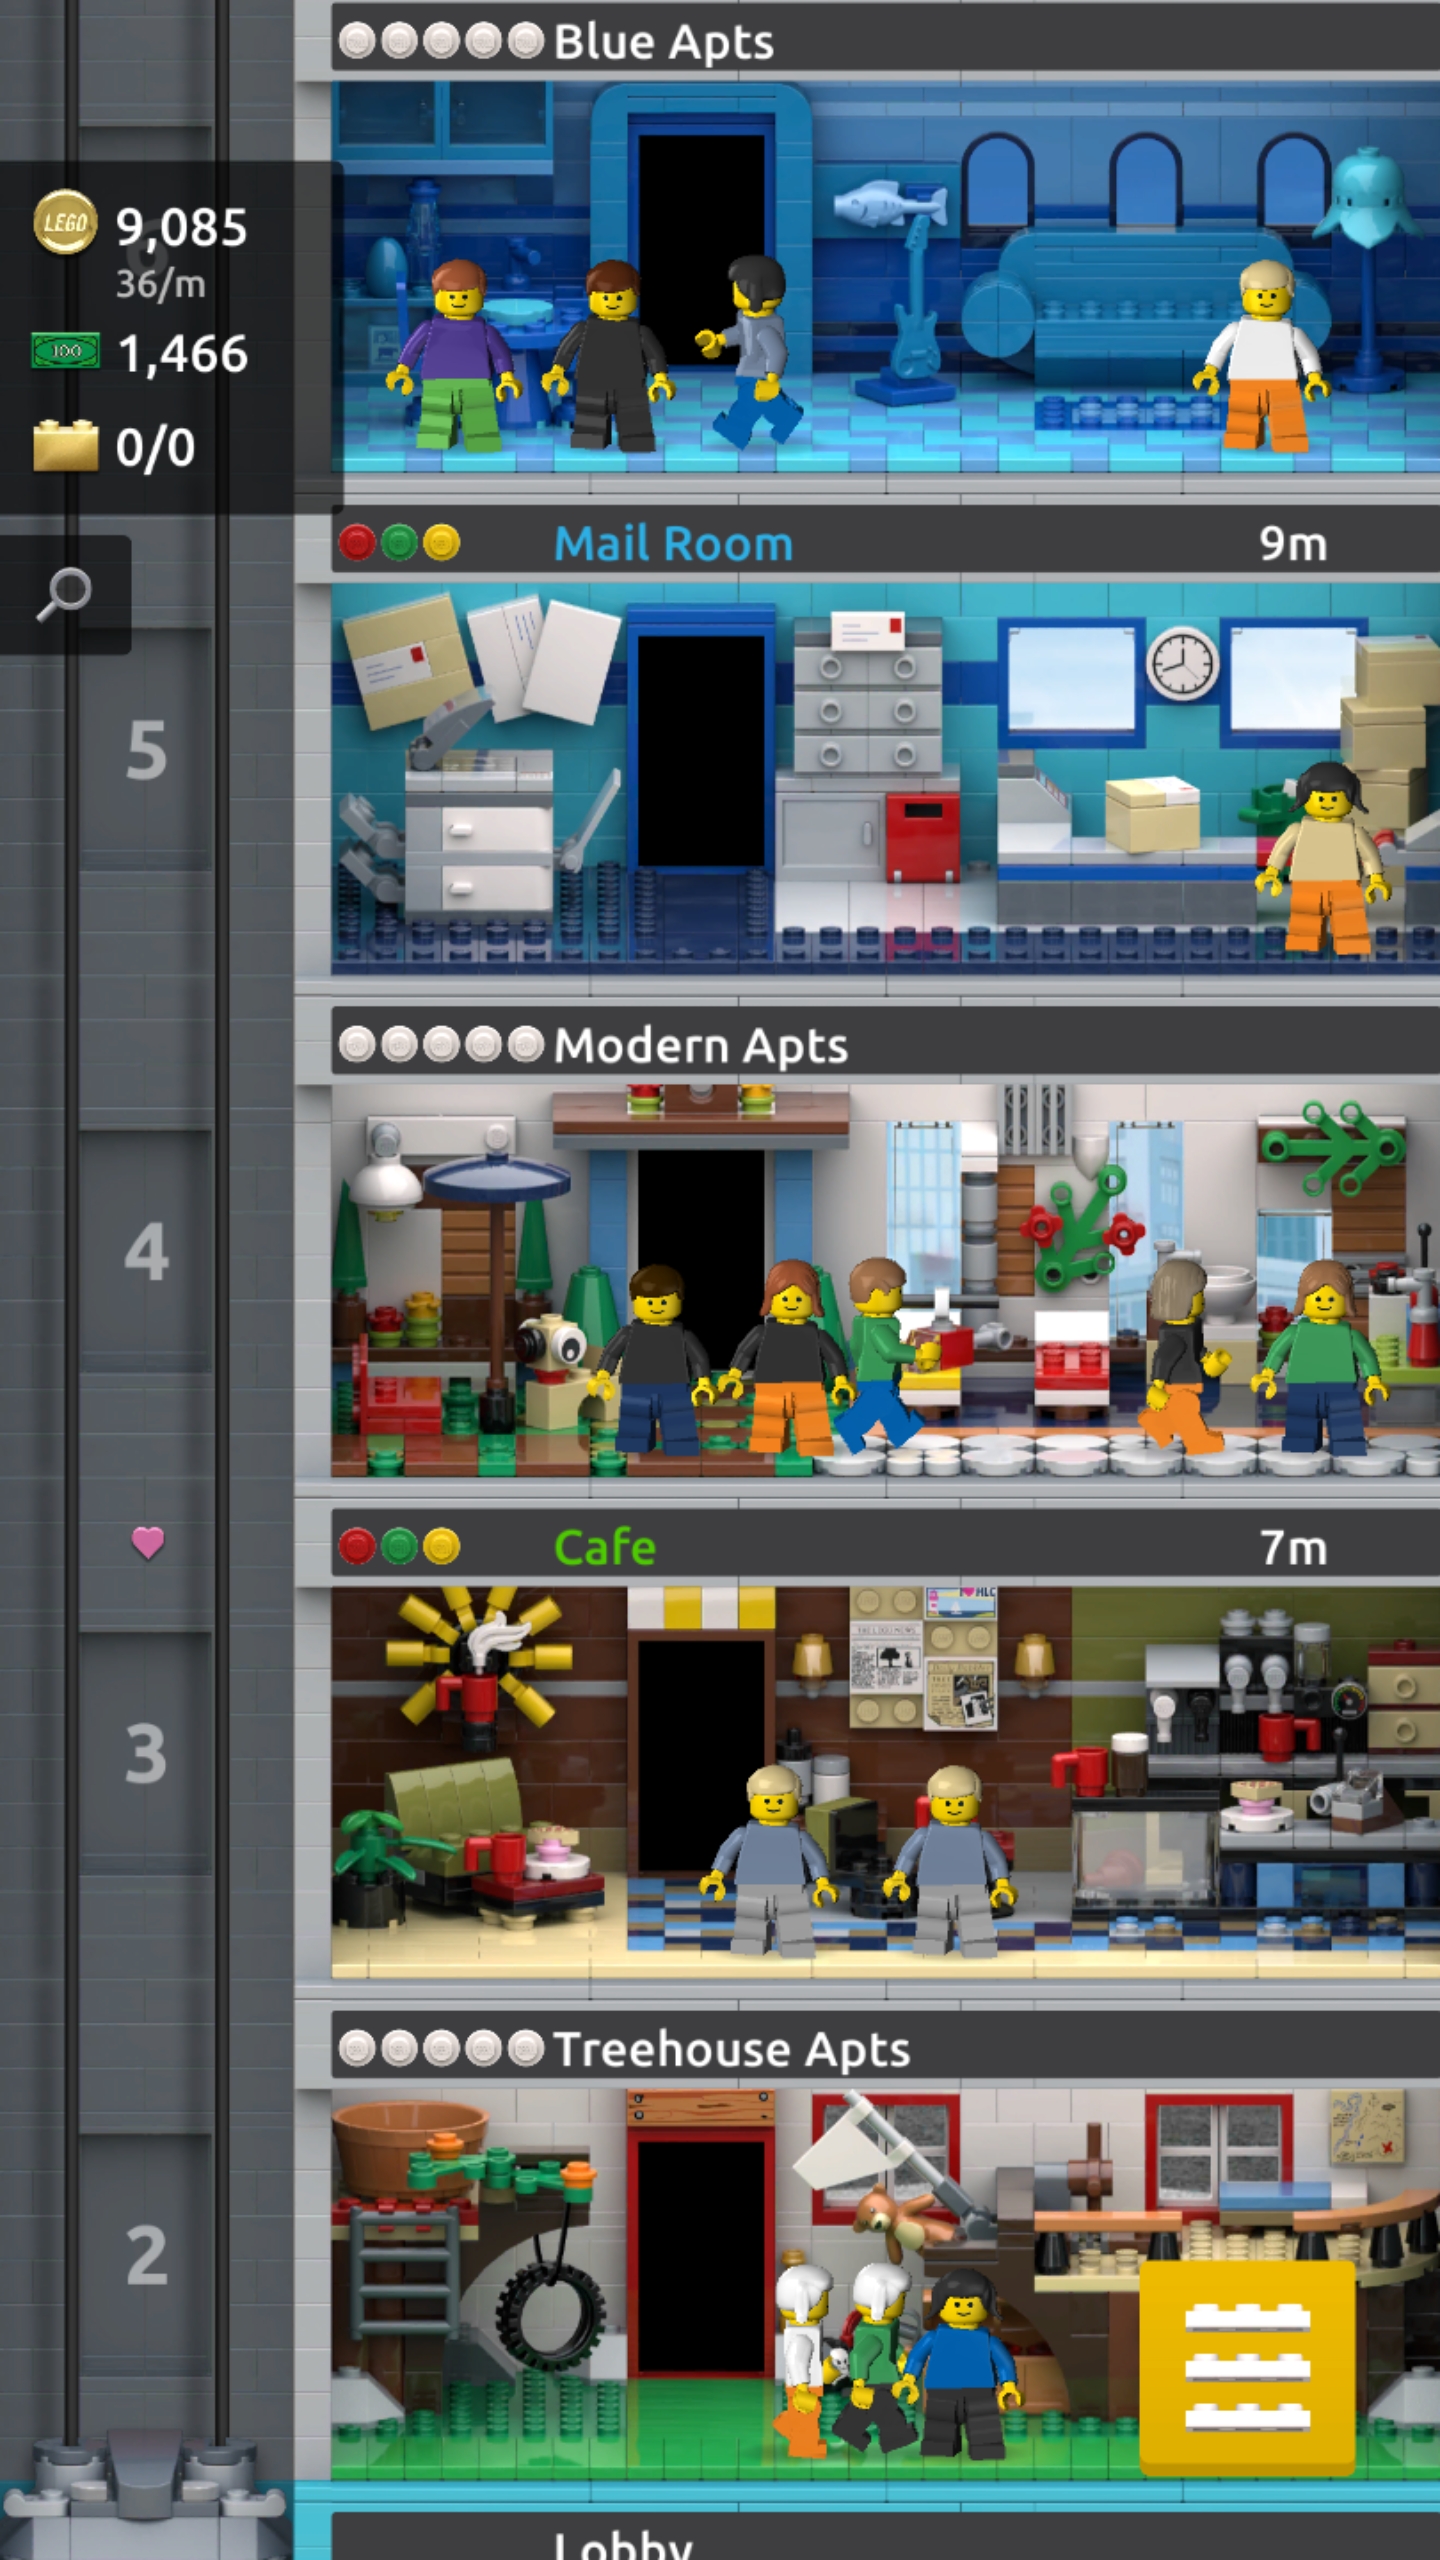 Blue Apts
LEGO 9,085
36/m
100 1,466
0/0
Mail Room 9m
5
Modern Apts
4
Cafe 7m
3
Treehouse Apts
2
Lobby